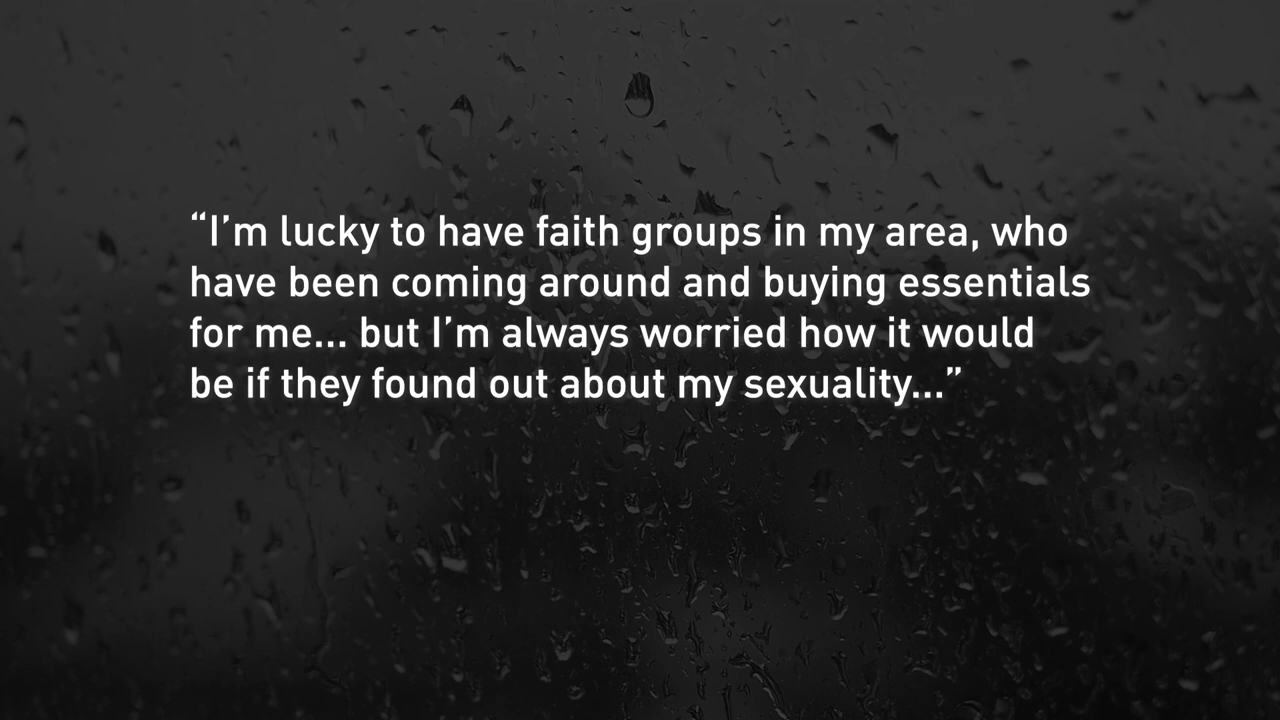 “I’m lucky to have faith groups in my area, who
have been coming around and buying essentials
for me... but I’m always worried how it would
be if they found out about my sexuality...”